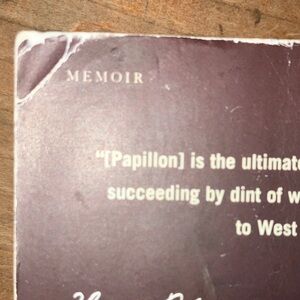 MEMOIR
"[Papillon] is the ultimate
succeeding by dint of w
to West